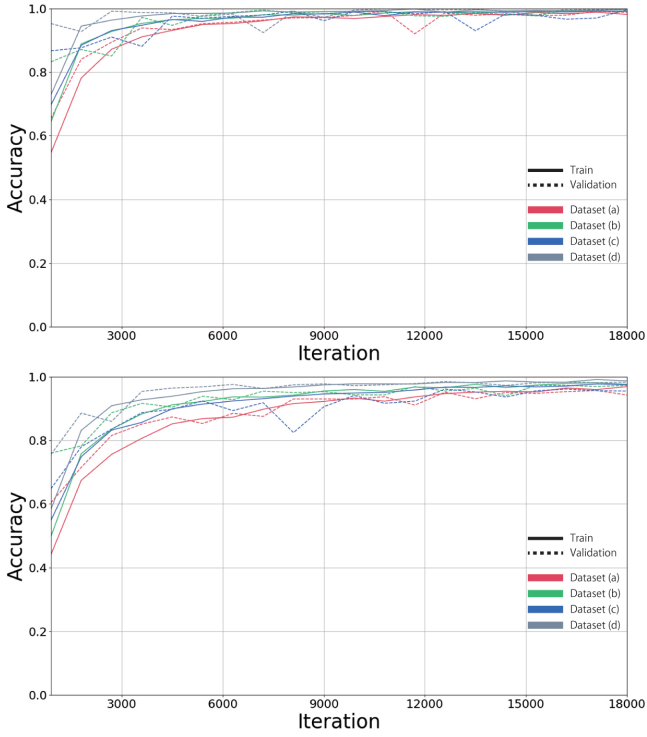 1.0
0.8
0.6
0.4
0.2
0.0
Accuracy
Train
Validation
Dataset (a)
Dataset (b)
Dataset (c)
Dataset (d)
3000 6000 9000 12000 15000 18000
Iteration
1.0
0.8
0.6
0.4
0.2
0.0
Accuracy
Train
Validation
Dataset (a)
Dataset (b)
Dataset (c)
Dataset (d)
3000 6000 9000 12000 15000 18000
Iteration